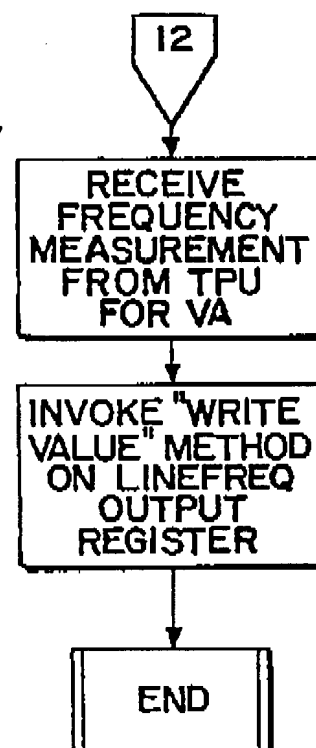 12
RECEIVE
FREQUENCY
MEASUREMENT
FROM TPU
FOR VA
INVOKE "WRITE
VALUE" METHOD
ON LINEFREQ
OUTPUT
REGISTER
END